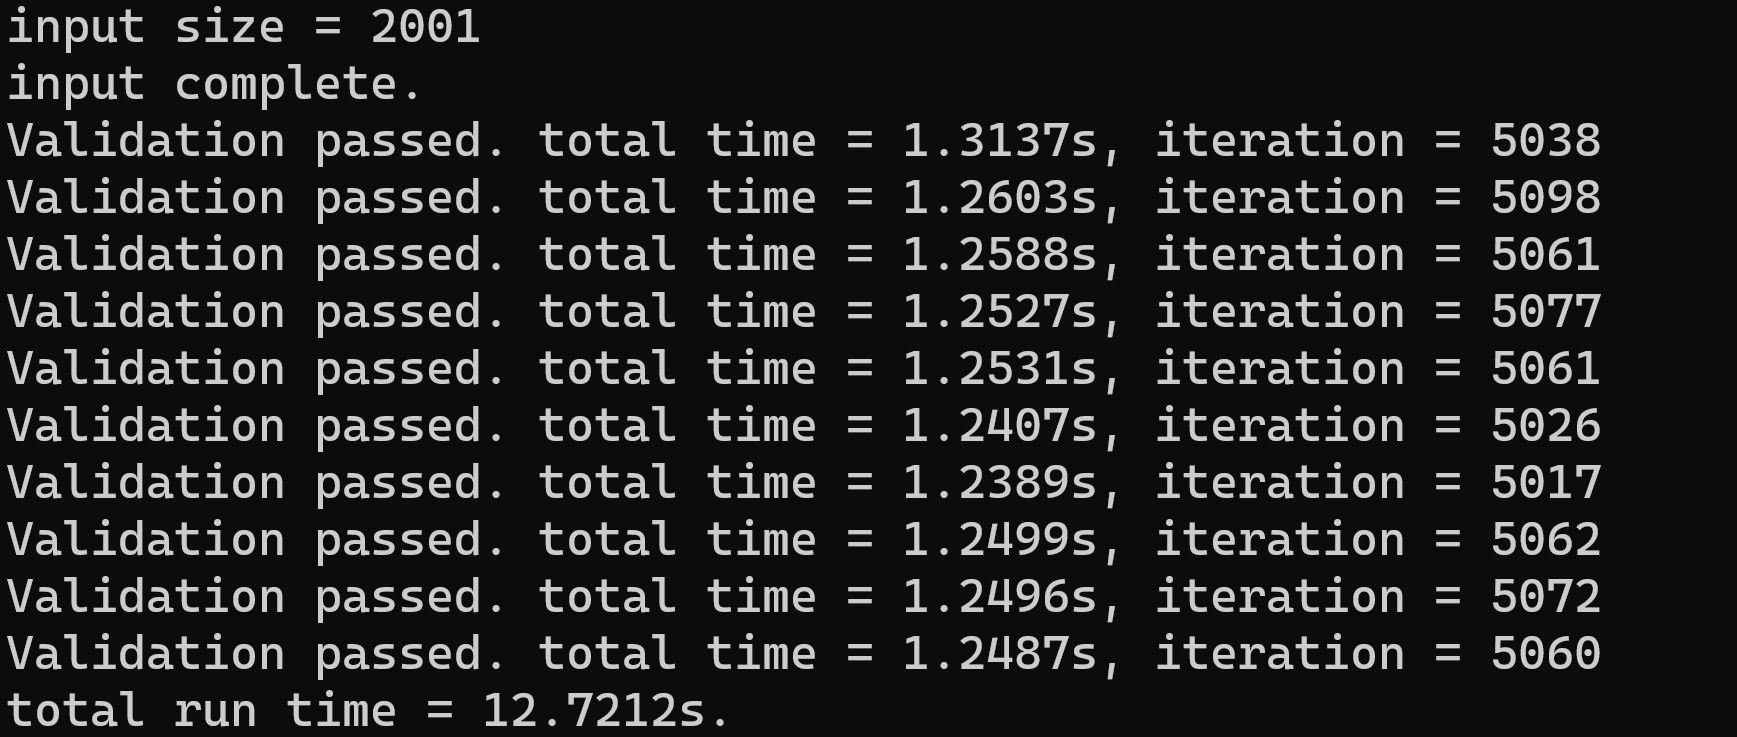 input size = 2001
input complete.
Validation passed. total time = 1.3137s, iteration = 5038
Validation passed. total time = 1.2603s, iteration = 5098
Validation passed. total time = 1.2588s, iteration = 5061
Validation passed. total time = 1.2527s, iteration = 5077
Validation passed. total time = 1.2531s, iteration = 5061
Validation passed. total time = 1.2407s, iteration = 5026
Validation passed. total time = 1.2389s, iteration = 5017
Validation passed. total time = 1.2499s, iteration = 5062
Validation passed. total time = 1.2496s, iteration = 5072
Validation passed. total time = 1.2487s, iteration = 5060
total run time = 12.7212s.